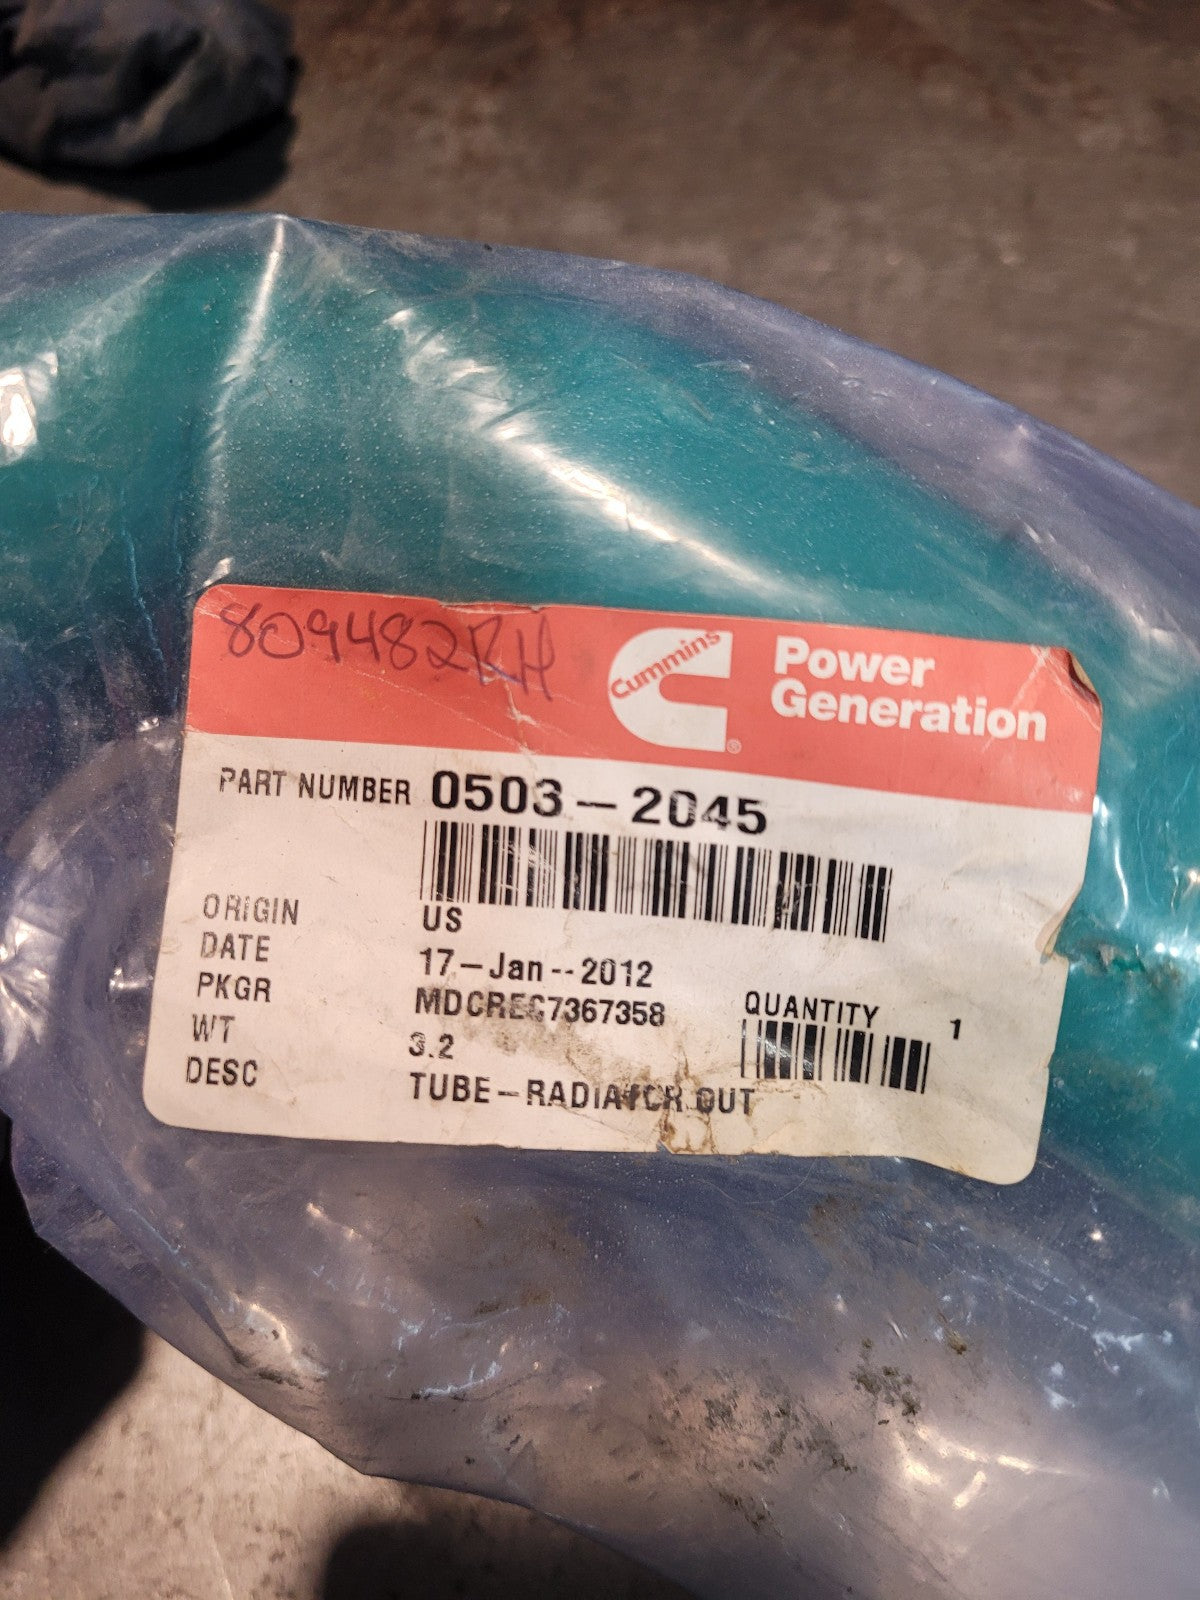 809482RH
Cummins
Power
Generation
®
PART NUMBER 0503-2045
ORIGIN US
DATE 17-Jan--2012
PKGR MDCREC7367358
QUANTITY 1
WT 3.2
DESC TUBE-RADIATOR OUT